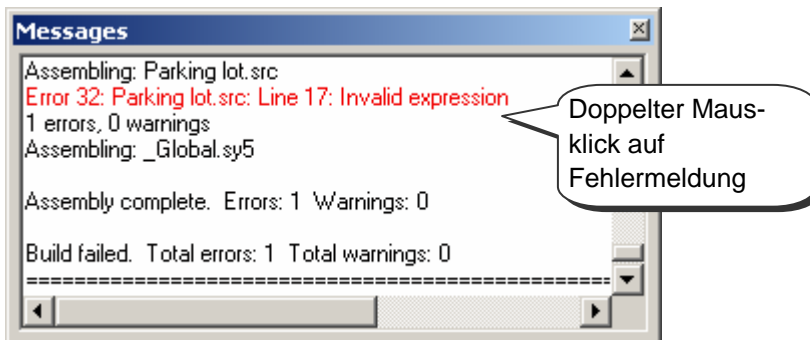 Messages
Assembling: Parking lot.src
Error 32: Parking lot.src: Line 17: Invalid expression
1 errors, 0 warnings
Assembling: _Global.sy5
Assembly complete.  Errors: 1  Warnings: 0
Build failed.  Total errors: 1  Total warnings: 0
==================================================
Doppelter Maus-
klick auf
Fehlermeldung